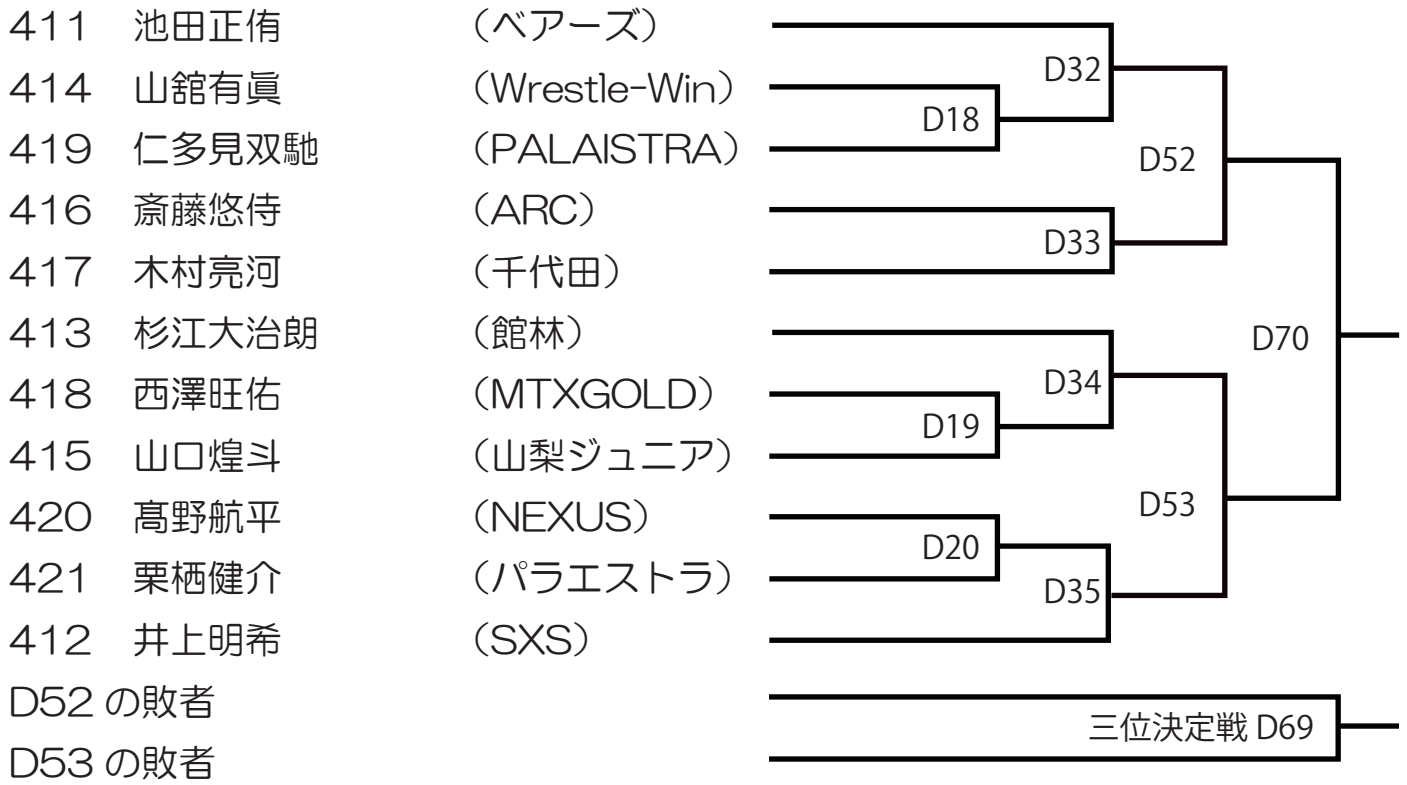 411 池田正侑 （ベアーズ）
D32
414 山舘有眞 （Wrestle-Win）
D18
419 仁多見双馳 （PALAISTRA）
D52
416 斎藤悠侍 （ARC）
D33
417 木村亮河 （千代田）
413 杉江大治朗 （館林）
D70
418 西澤旺佑 （MTXGOLD）
D34
D19
415 山口煌斗 （山梨ジュニア）
420 髙野航平 （NEXUS）
D53
D20
421 栗栖健介 （パラエストラ）
D35
412 井上明希 （SXS）
D52 の敗者
三位決定戦 D69
D53 の敗者